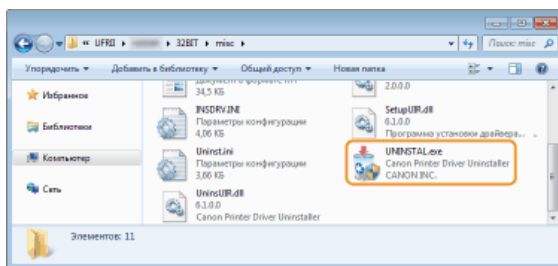 « UFRII ▸ ▸ 32BIT ▸ misc ▸
Поиск: misc
Упорядочить ▾ Добавить в библиотеку ▾ Общий доступ ▾ Новая папка
Избранное
Библиотеки
Компьютер
Сеть
34,5 КБ
INSDRV.INI
Параметры конфигурации
4,06 КБ
Uninst.ini
Параметры конфигурации
3,66 КБ
UninsUIR.dll
6.1.0.0
Canon Printer Driver Uninstaller
2.0.0.0
SetupUIR.dll
6.1.0.0
Программа установки драйвера...
UNINSTAL.exe
Canon Printer Driver Uninstaller
CANON INC.
Элементов: 11